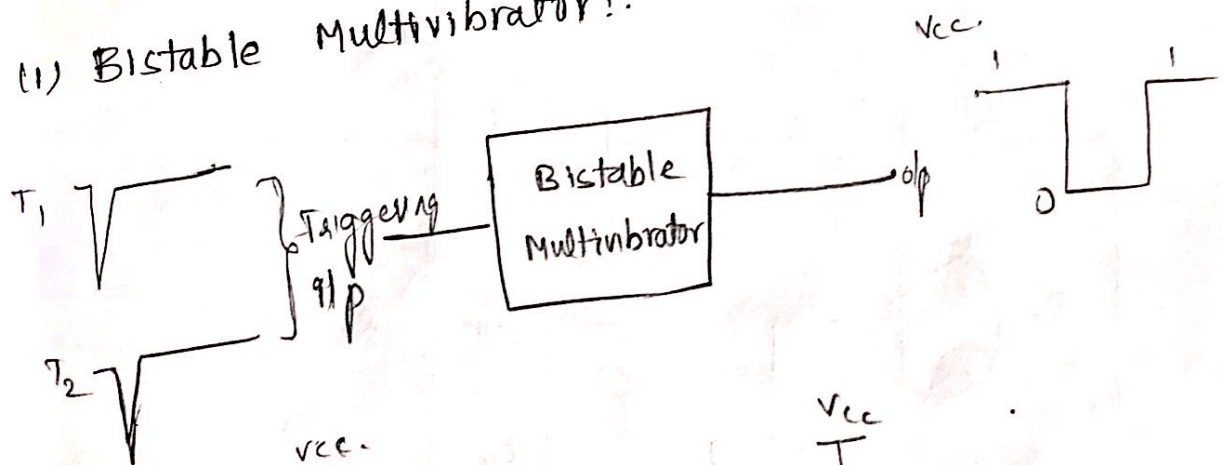 (1) Bistable Multivibrator:.
Vcc.
1 1
T1
Triggering
i/p
Bistable
Multivibrator
o/p
0
T2
Vcc.
Vcc